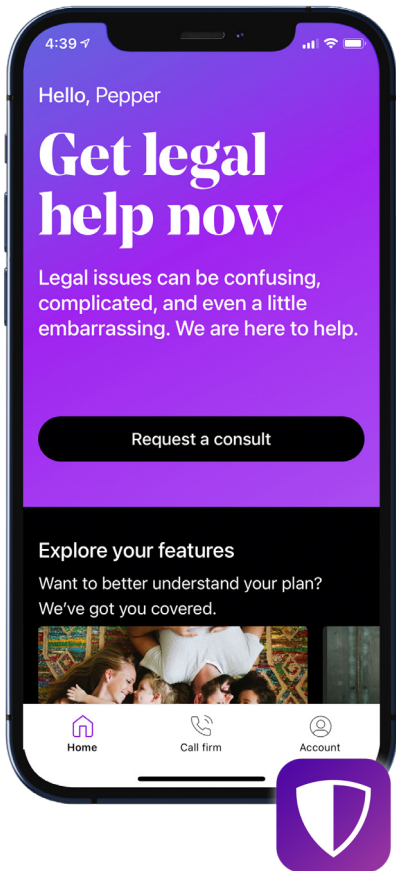 4:39
Hello, Pepper
Get legal
help now
Legal issues can be confusing,
complicated, and even a little
embarrassing. We are here to help.
Request a consult
Explore your features
Want to better understand your plan?
We've got you covered.
Home
Call firm
Account